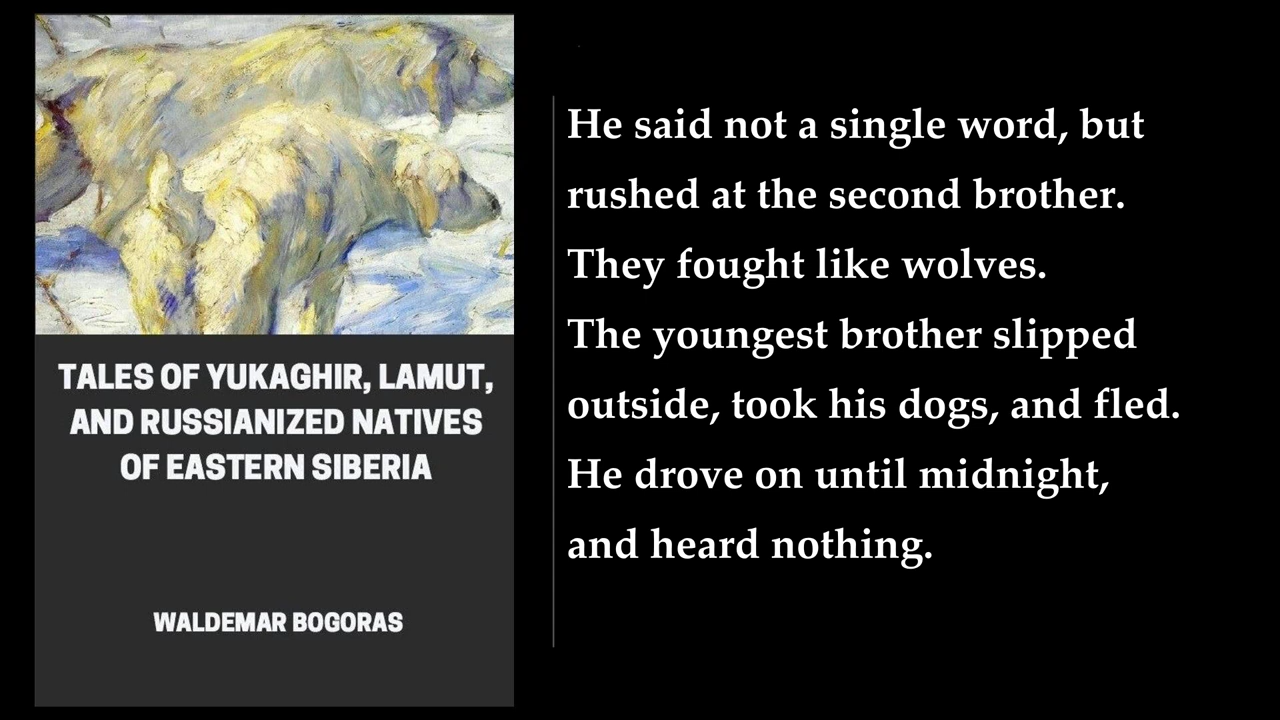 TALES OF YUKAGHIR, LAMUT,
AND RUSSIANIZED NATIVES
OF EASTERN SIBERIA
WALDEMAR BOGORAS
He said not a single word, but
rushed at the second brother.
They fought like wolves.
The youngest brother slipped
outside, took his dogs, and fled.
He drove on until midnight,
and heard nothing.